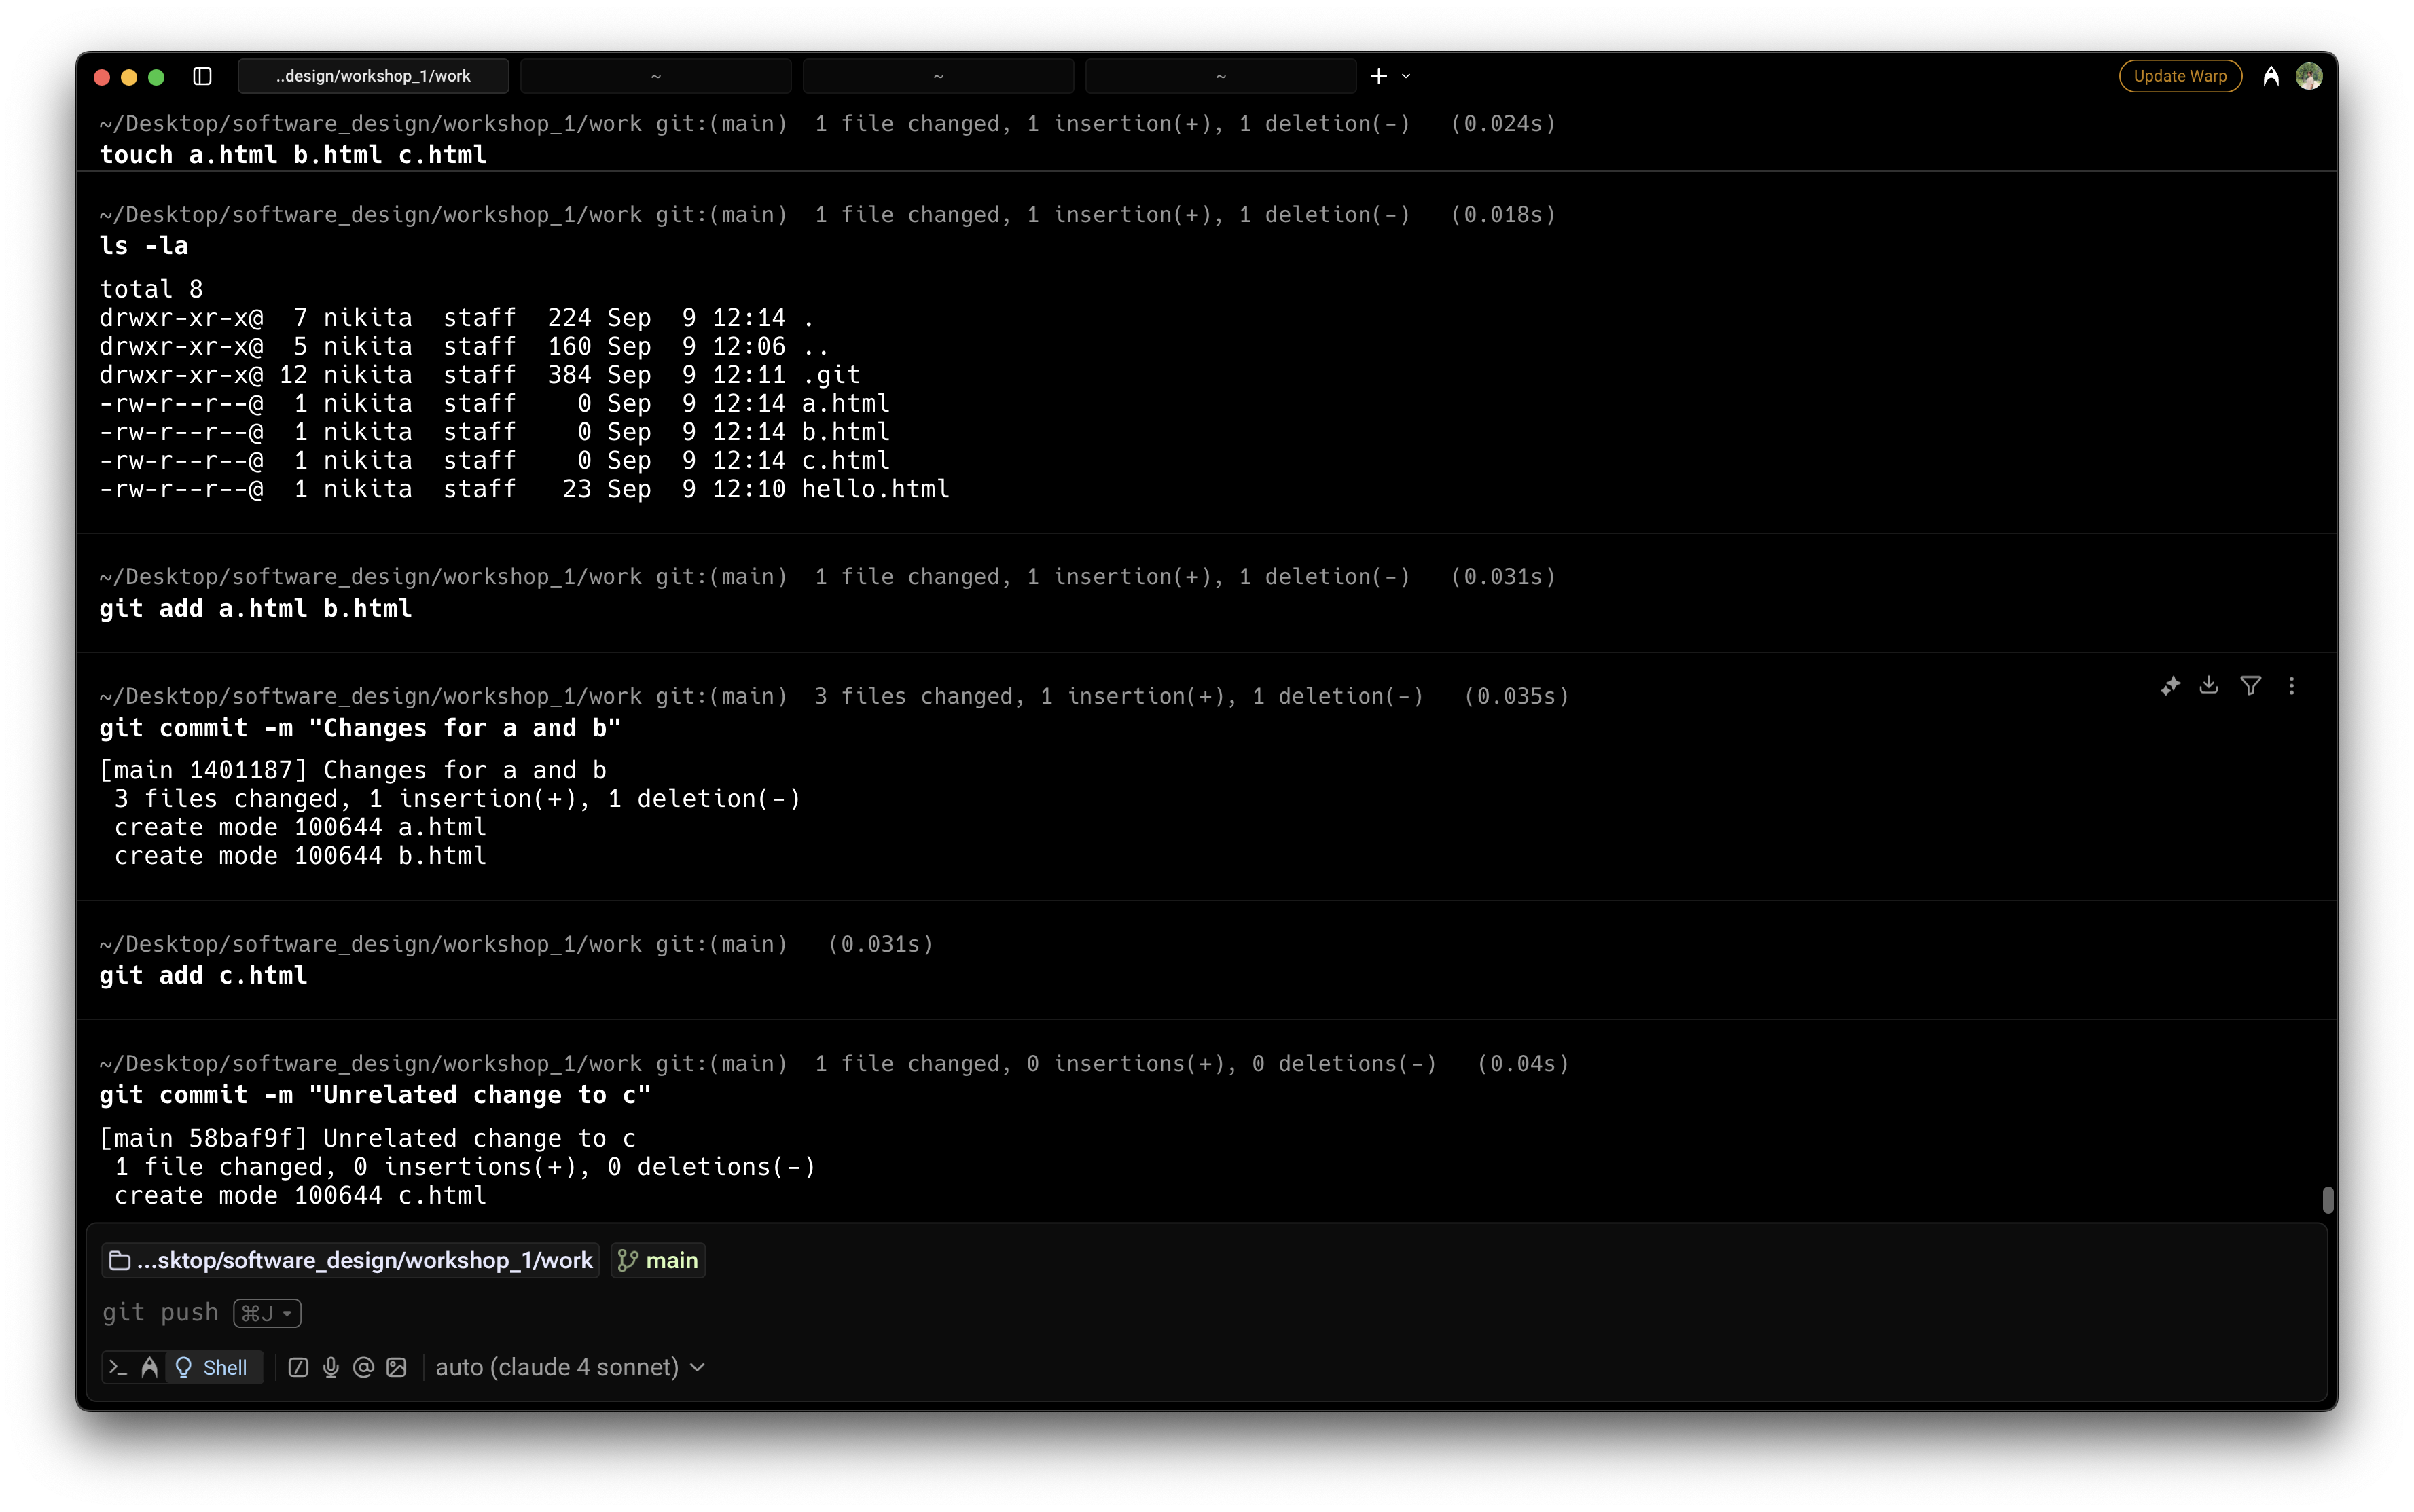 ..design/workshop_1/work
~
~
~
Update Warp
~/Desktop/software_design/workshop_1/work git:(main)  1 file changed, 1 insertion(+), 1 deletion(-)   (0.024s)
touch a.html b.html c.html
~/Desktop/software_design/workshop_1/work git:(main)  1 file changed, 1 insertion(+), 1 deletion(-)   (0.018s)
ls -la
total 8
drwxr-xr-x@  7 nikita  staff  224 Sep  9 12:14 .
drwxr-xr-x@  5 nikita  staff  160 Sep  9 12:06 ..
drwxr-xr-x@ 12 nikita  staff  384 Sep  9 12:11 .git
-rw-r--r--@  1 nikita  staff    0 Sep  9 12:14 a.html
-rw-r--r--@  1 nikita  staff    0 Sep  9 12:14 b.html
-rw-r--r--@  1 nikita  staff    0 Sep  9 12:14 c.html
-rw-r--r--@  1 nikita  staff   23 Sep  9 12:10 hello.html
~/Desktop/software_design/workshop_1/work git:(main)  1 file changed, 1 insertion(+), 1 deletion(-)   (0.031s)
git add a.html b.html
~/Desktop/software_design/workshop_1/work git:(main)  3 files changed, 1 insertion(+), 1 deletion(-)   (0.035s)
git commit -m "Changes for a and b"
[main 1401187] Changes for a and b
 3 files changed, 1 insertion(+), 1 deletion(-)
 create mode 100644 a.html
 create mode 100644 b.html
~/Desktop/software_design/workshop_1/work git:(main)   (0.031s)
git add c.html
~/Desktop/software_design/workshop_1/work git:(main)  1 file changed, 0 insertions(+), 0 deletions(-)   (0.04s)
git commit -m "Unrelated change to c"
[main 58baf9f] Unrelated change to c
 1 file changed, 0 insertions(+), 0 deletions(-)
 create mode 100644 c.html
...sktop/software_design/workshop_1/work main
git push ⌘J
Shell auto (claude 4 sonnet)